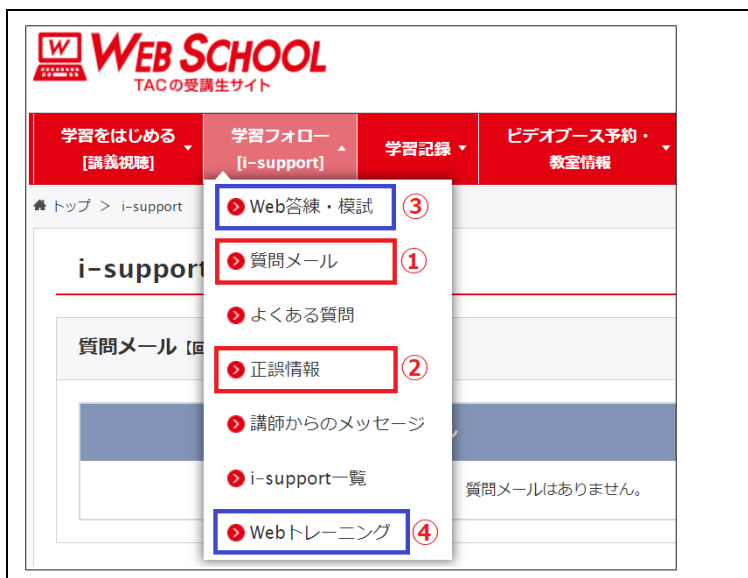 W WEB SCHOOL
TACの受講生サイト
学習をはじめる
[講義視聴]
学習フォロー
[i-support]
学習記録
ビデオブース予約・
教室情報
トップ > i-support
Web答練・模試 ③
i-support
質問メール ①
よくある質問
質問メール
正誤情報 ②
講師からのメッセージ
i-support一覧
質問メールはありません。
Webトレーニング ④